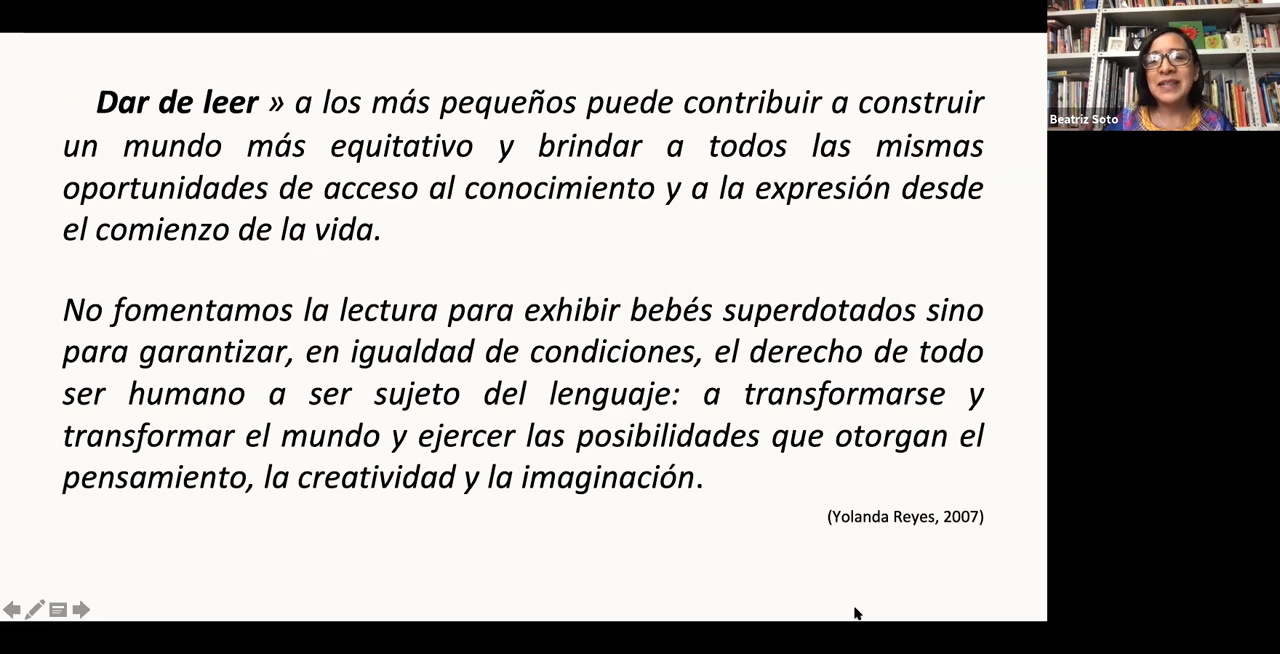 Dar de leer » a los más pequeños puede contribuir a construir
un mundo más equitativo y brindar a todos las mismas
oportunidades de acceso al conocimiento y a la expresión desde
el comienzo de la vida.
No fomentamos la lectura para exhibir bebés superdotados sino
para garantizar, en igualdad de condiciones, el derecho de todo
ser humano a ser sujeto del lenguaje: a transformarse y
transformar el mundo y ejercer las posibilidades que otorgan el
pensamiento, la creatividad y la imaginación.
(Yolanda Reyes, 2007)
Beatriz Soto